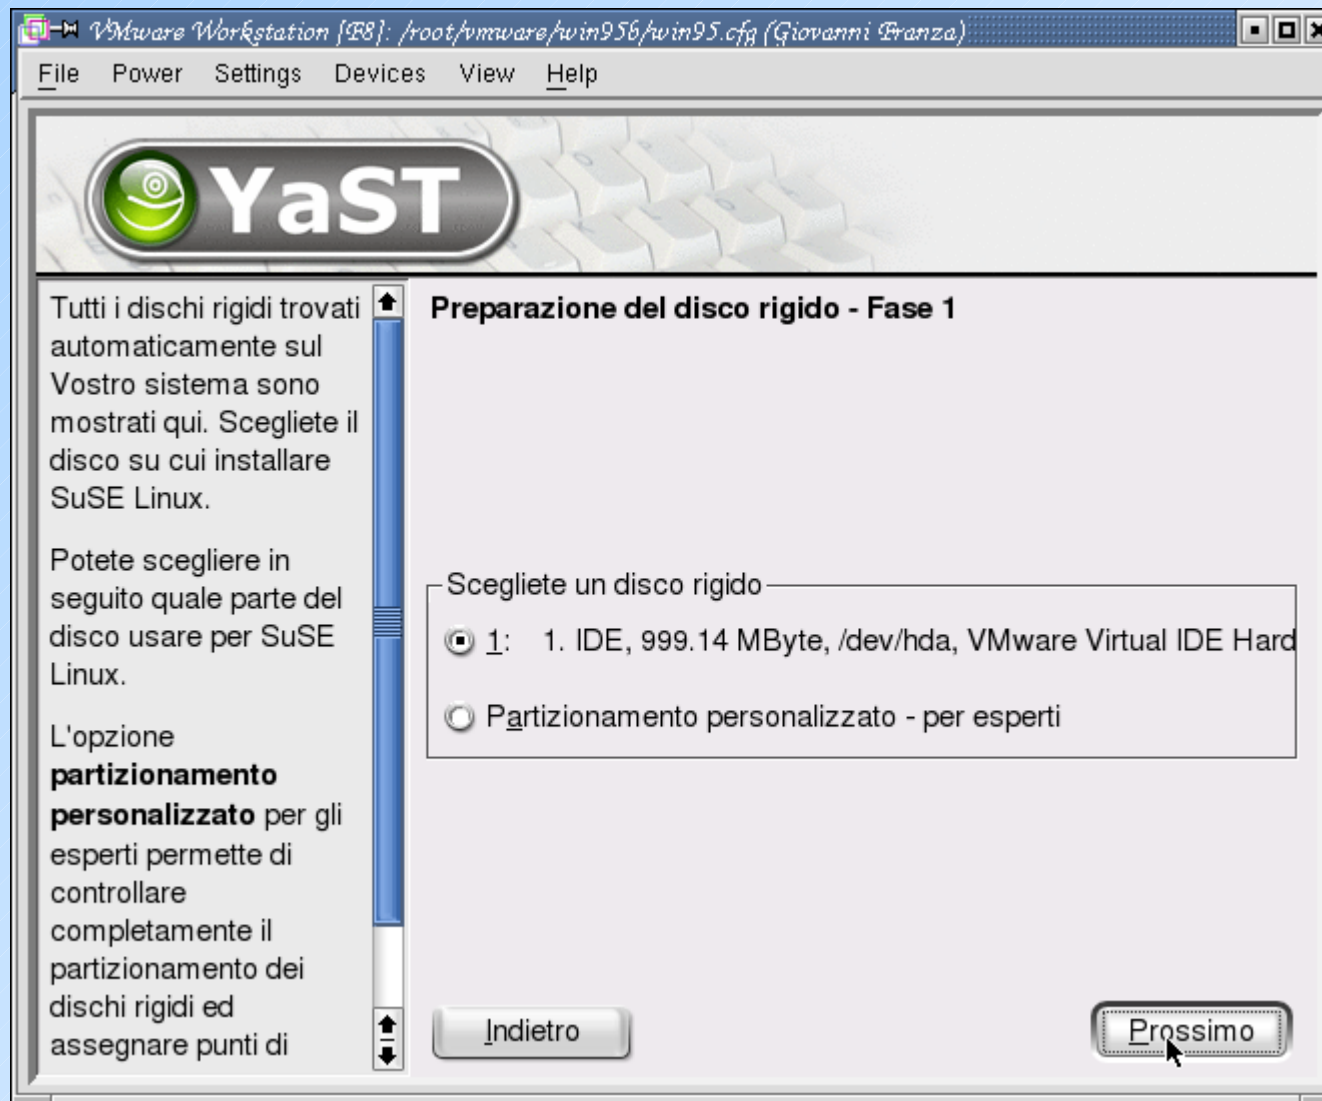 VMware Workstation [F8]: /root/vmware/win95b/win95.cfg (Giovanni Franza)
File Power Settings Devices View Help
YaST
Tutti i dischi rigidi trovati
automaticamente sul
Vostro sistema sono
mostrati qui. Scegliete il
disco su cui installare
SuSE Linux.
Potete scegliere in
seguito quale parte del
disco usare per SuSE
Linux.
L'opzione
partizionamento
personalizzato per gli
esperti permette di
controllare
completamente il
partizionamento dei
dischi rigidi ed
assegnare punti di
Preparazione del disco rigido - Fase 1
Scegliete un disco rigido
1: 1. IDE, 999.14 MByte, /dev/hda, VMware Virtual IDE Hard
Partizionamento personalizzato - per esperti
Indietro
Prossimo